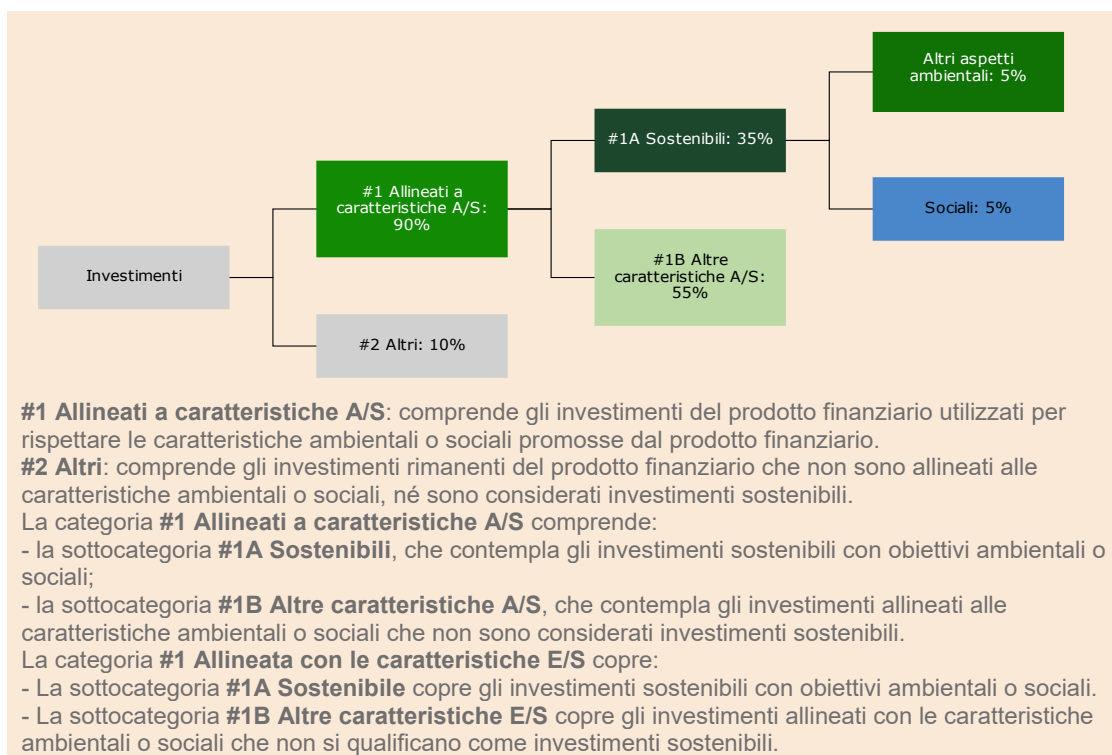 Altri aspetti
ambientali: 5%
#1A Sostenibili: 35%
#1 Allineati a
caratteristiche A/S:
90%
Sociali: 5%
Investimenti
#1B Altre
caratteristiche A/S:
55%
#2 Altri: 10%
#1 Allineati a caratteristiche A/S: comprende gli investimenti del prodotto finanziario utilizzati per
rispettare le caratteristiche ambientali o sociali promosse dal prodotto finanziario.
#2 Altri: comprende gli investimenti rimanenti del prodotto finanziario che non sono allineati alle
caratteristiche ambientali o sociali, né sono considerati investimenti sostenibili.
La categoria #1 Allineati a caratteristiche A/S comprende:
- la sottocategoria #1A Sostenibili, che contempla gli investimenti sostenibili con obiettivi ambientali o
sociali;
- la sottocategoria #1B Altre caratteristiche A/S, che contempla gli investimenti allineati alle
caratteristiche ambientali o sociali che non sono considerati investimenti sostenibili.
La categoria #1 Allineata con le caratteristiche E/S copre:
- La sottocategoria #1A Sostenibile copre gli investimenti sostenibili con obiettivi ambientali o sociali.
- La sottocategoria #1B Altre caratteristiche E/S copre gli investimenti allineati con le caratteristiche
ambientali o sociali che non si qualificano come investimenti sostenibili.